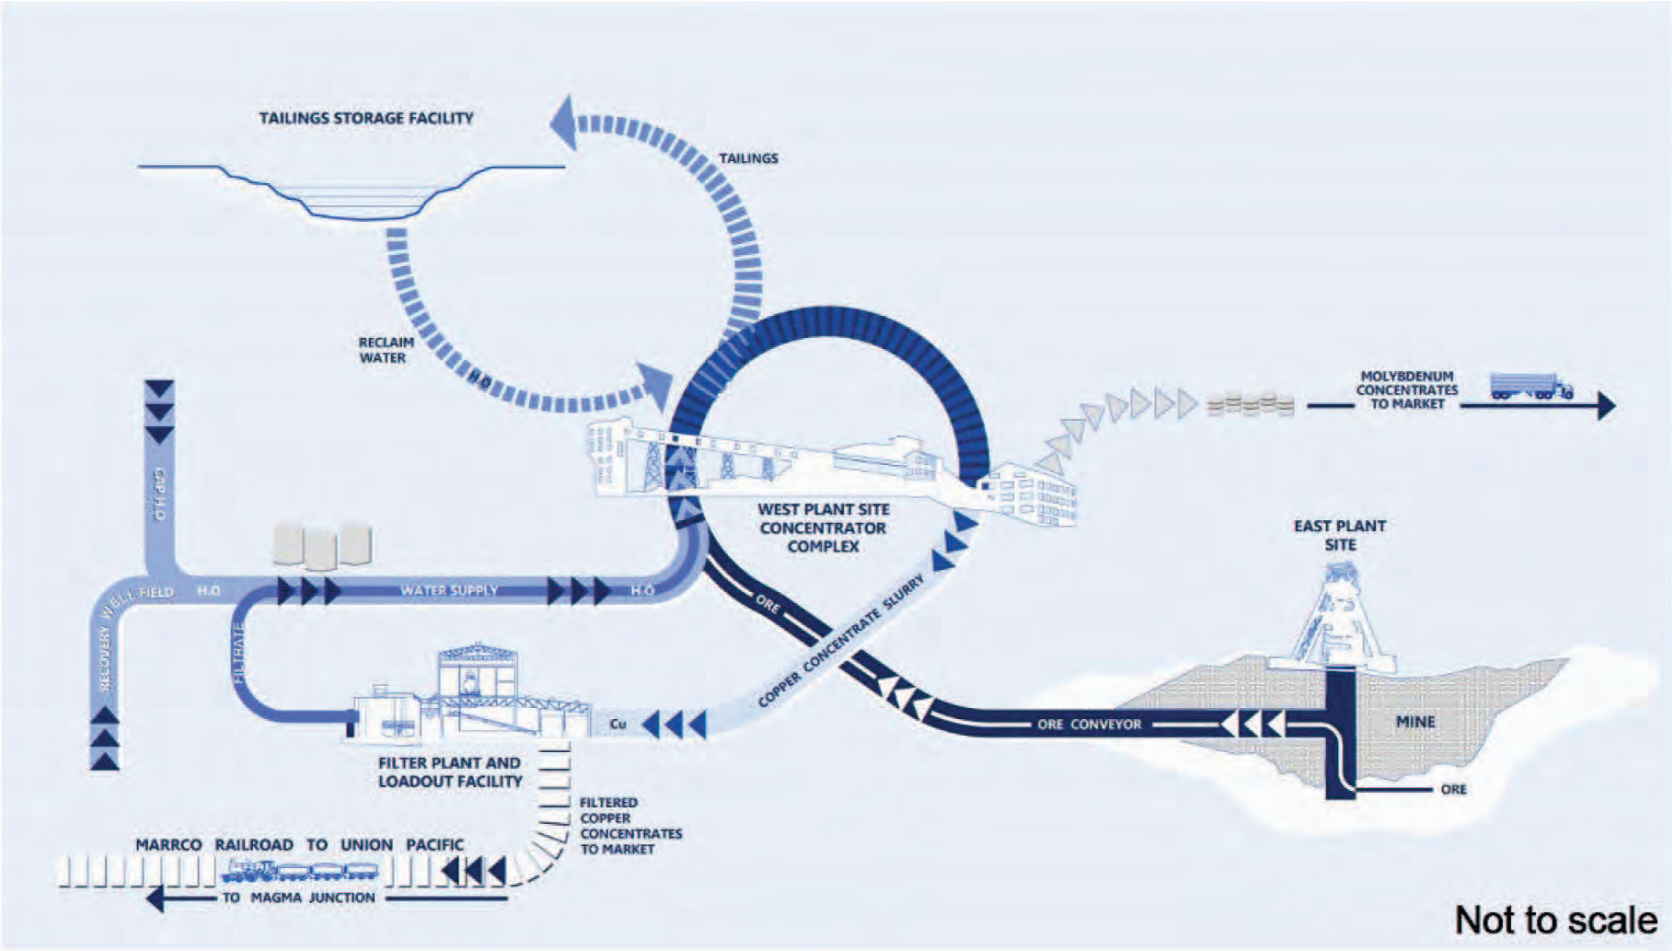 TAILINGS STORAGE FACILITY
TAILINGS
RECLAIM
WATER
H2O
MOLYBDENUM
CONCENTRATES
TO MARKET
CAP H2O
WEST PLANT SITE
CONCENTRATOR
COMPLEX
EAST PLANT
SITE
RECOVERY WELL FIELD
H2O
WATER SUPPLY
H2O
ORE
COPPER CONCENTRATE SLURRY
FILTRATE
Cu
ORE CONVEYOR
MINE
ORE
FILTER PLANT AND
LOADOUT FACILITY
FILTERED
COPPER
CONCENTRATES
TO MARKET
MARRCO RAILROAD TO UNION PACIFIC
TO MAGMA JUNCTION
Not to scale